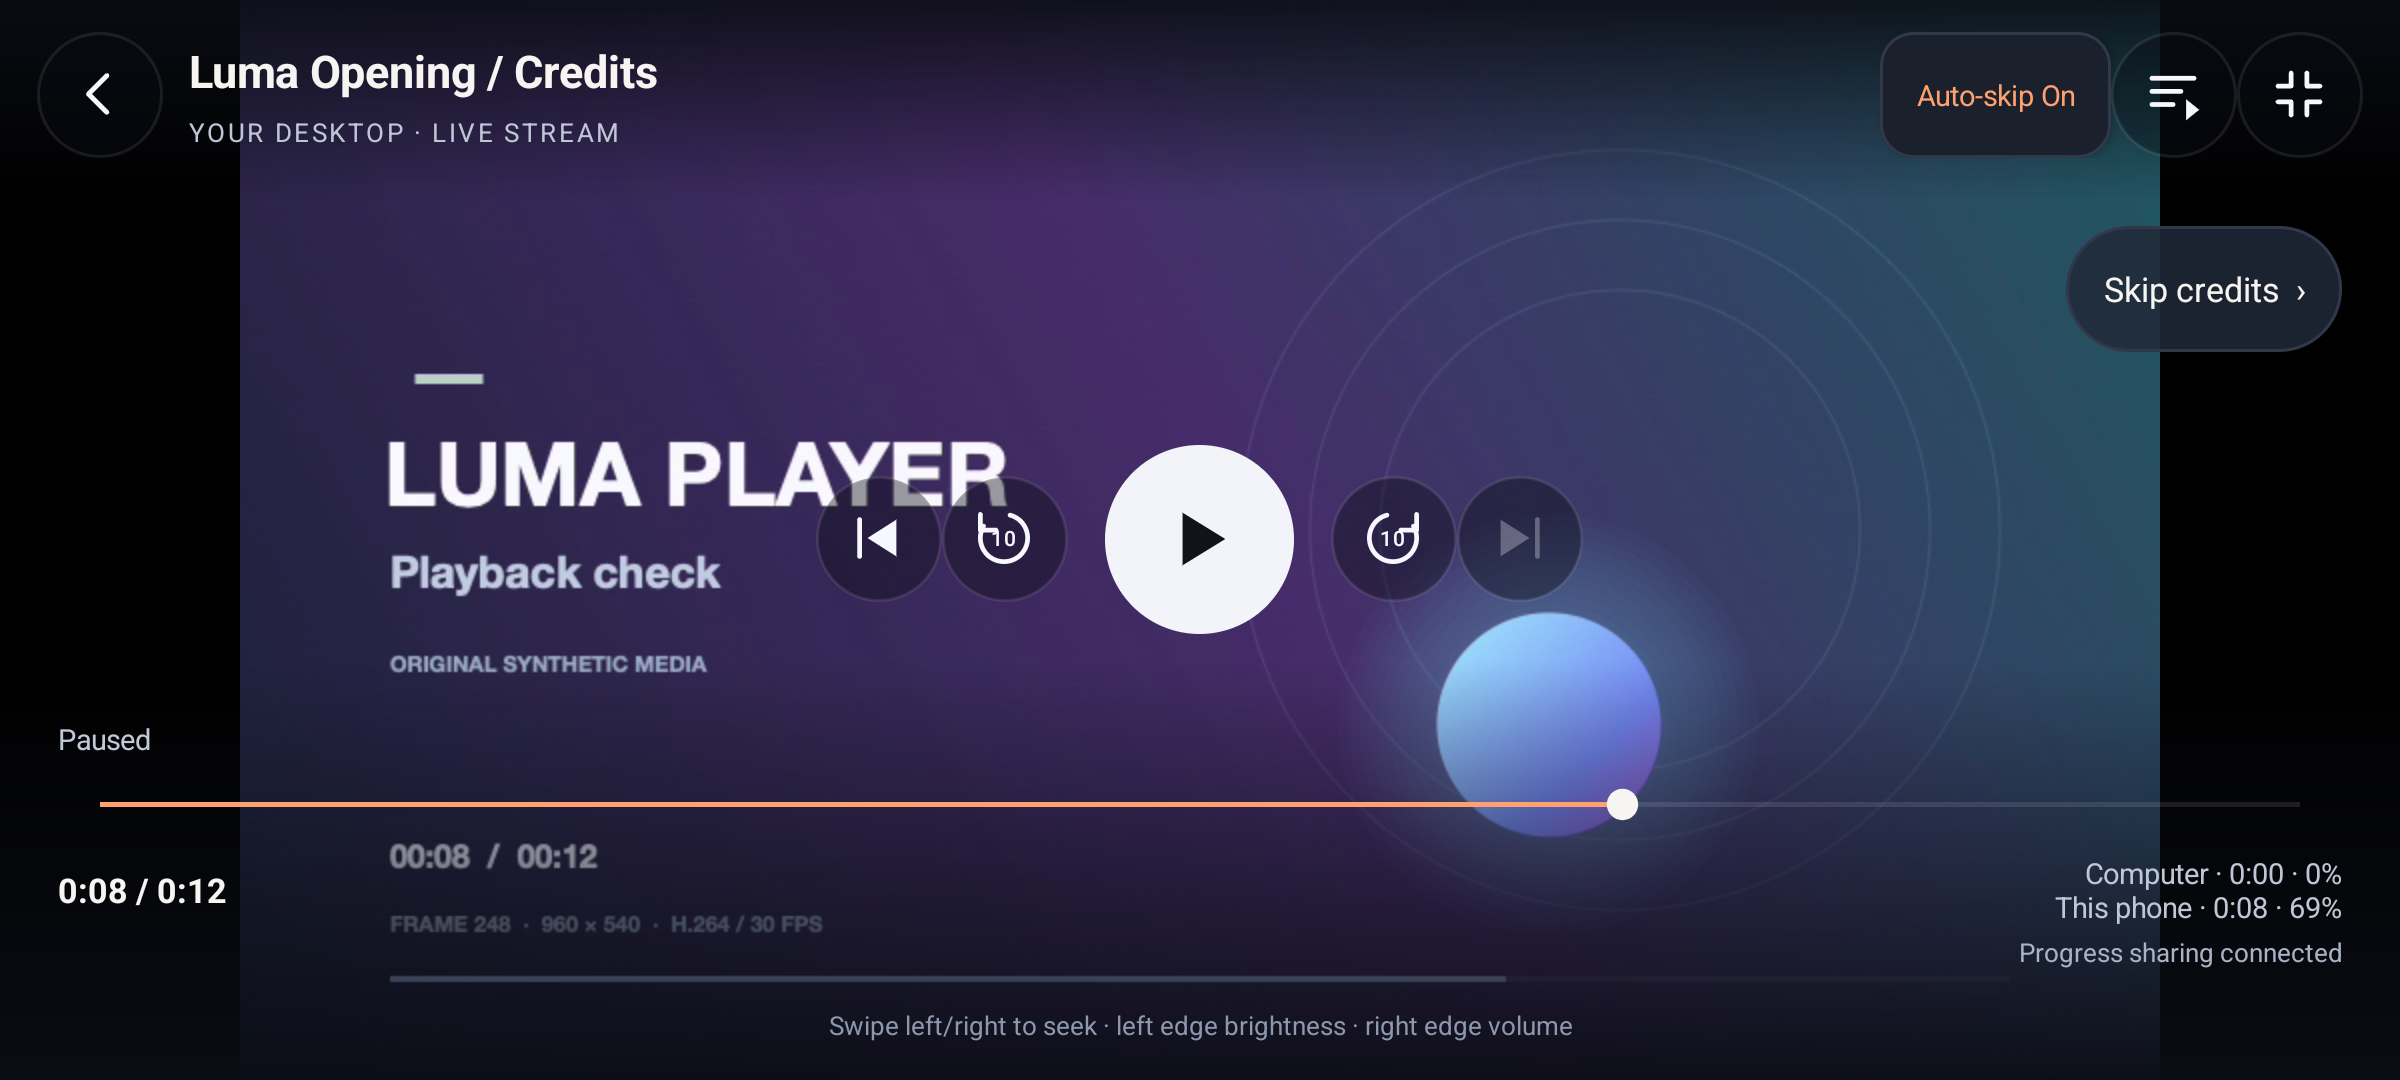 Luma Opening / Credits
YOUR DESKTOP · LIVE STREAM
Auto-skip On
Skip credits ›
LUMA PLAYER
10
10
Playback check
ORIGINAL SYNTHETIC MEDIA
Paused
00:08 / 00:12
0:08 / 0:12
Computer · 0:00 · 0%
This phone · 0:08 · 69%
FRAME 248 · 960 × 540 · H.264 / 30 FPS
Progress sharing connected
Swipe left/right to seek · left edge brightness · right edge volume